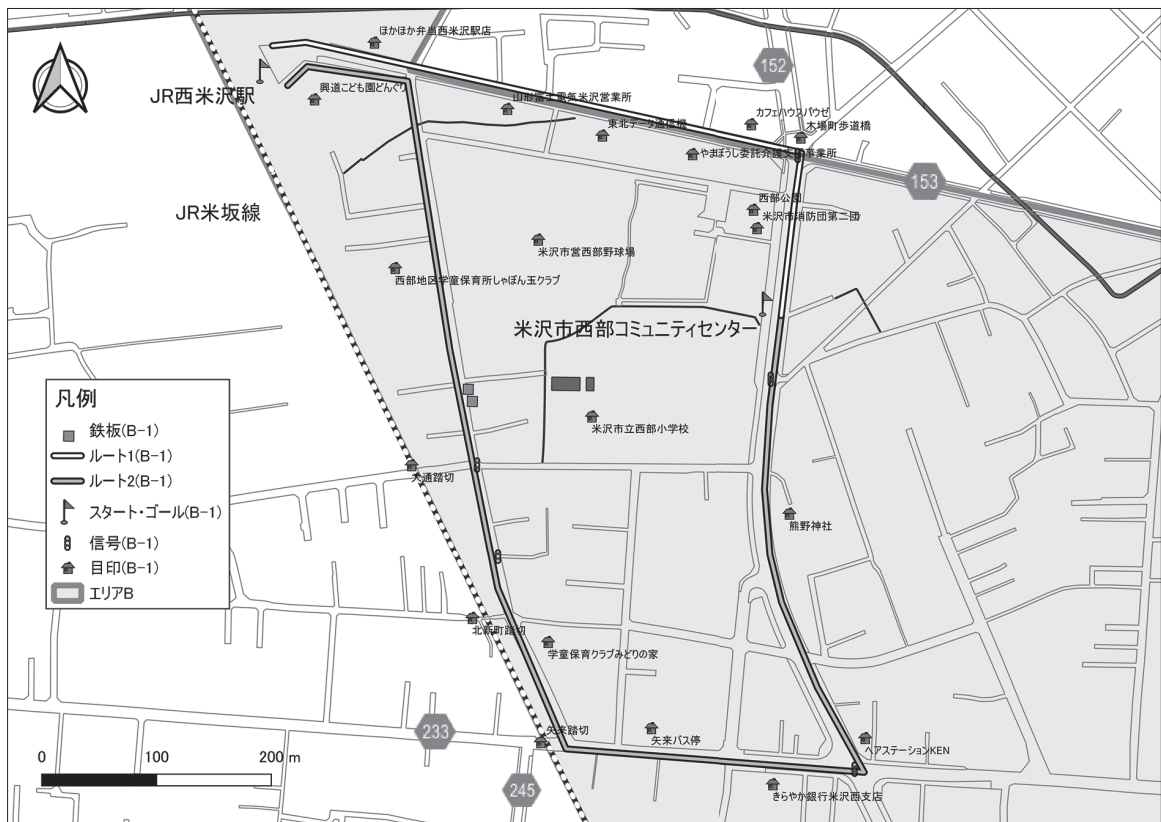 ほかほか弁当西米沢駅店
152
JR西米沢駅
興道こども園どんぐり
山形富士電気米沢営業所
カフェハウスパウゼ
東北データ通信機
木場町歩道橋
やまぼうし委託介護支援事業所
153
西部公園
JR米坂線
米沢市消防団第二団
米沢市営西部野球場
西部地区学童保育所しゃぼん玉クラブ
米沢市西部コミュニティセンター
凡例
鉄板(B-1)
ルート1(B-1)
ルート2(B-1)
スタート・ゴール(B-1)
信号(B-1)
目印(B-1)
エリアB
米沢市立西部小学校
大通踏切
熊野神社
北新町踏切
学童保育クラブみどりの家
233
矢来踏切
矢来バス停
ヘアステーションKEN
0 100 200 m
245
きらやか銀行米沢西支店